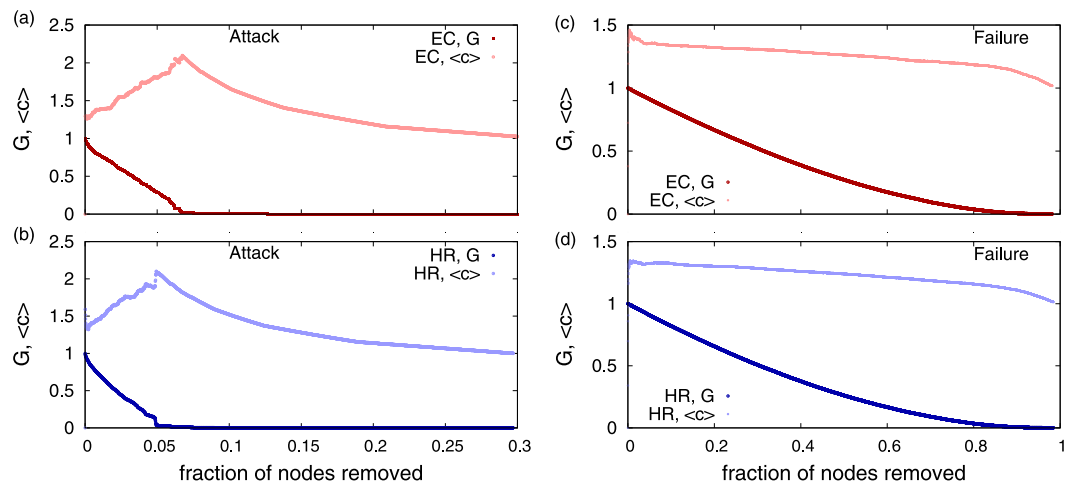 (a)
Attack
EC, G
EC, <c>
2.5
2
1.5
1
0.5
0
G, <c>
(b)
Attack
HR, G
HR, <c>
2.5
2
1.5
1
0.5
0
G, <c>
0 0.05 0.1 0.15 0.2 0.25 0.3
fraction of nodes removed
(c)
Failure
1.5
1
0.5
0
G, <c>
EC, G
EC, <c>
(d)
Failure
1.5
1
0.5
0
G, <c>
HR, G
HR, <c>
0 0.2 0.4 0.6 0.8 1
fraction of nodes removed